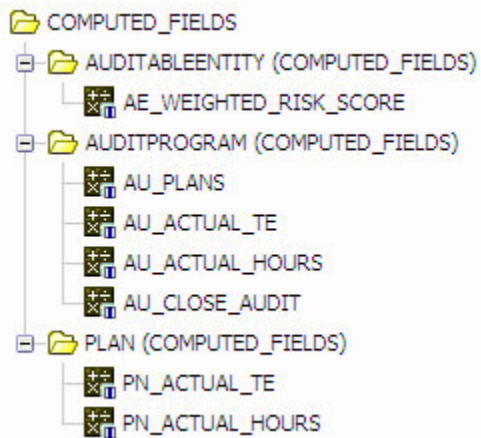 COMPUTED_FIELDS
AUDITABLEENTITY (COMPUTED_FIELDS)
AE_WEIGHTED_RISK_SCORE
AUDITPROGRAM (COMPUTED_FIELDS)
AU_PLANS
AU_ACTUAL_TE
AU_ACTUAL_HOURS
AU_CLOSE_AUDIT
PLAN (COMPUTED_FIELDS)
PN_ACTUAL_TE
PN_ACTUAL_HOURS